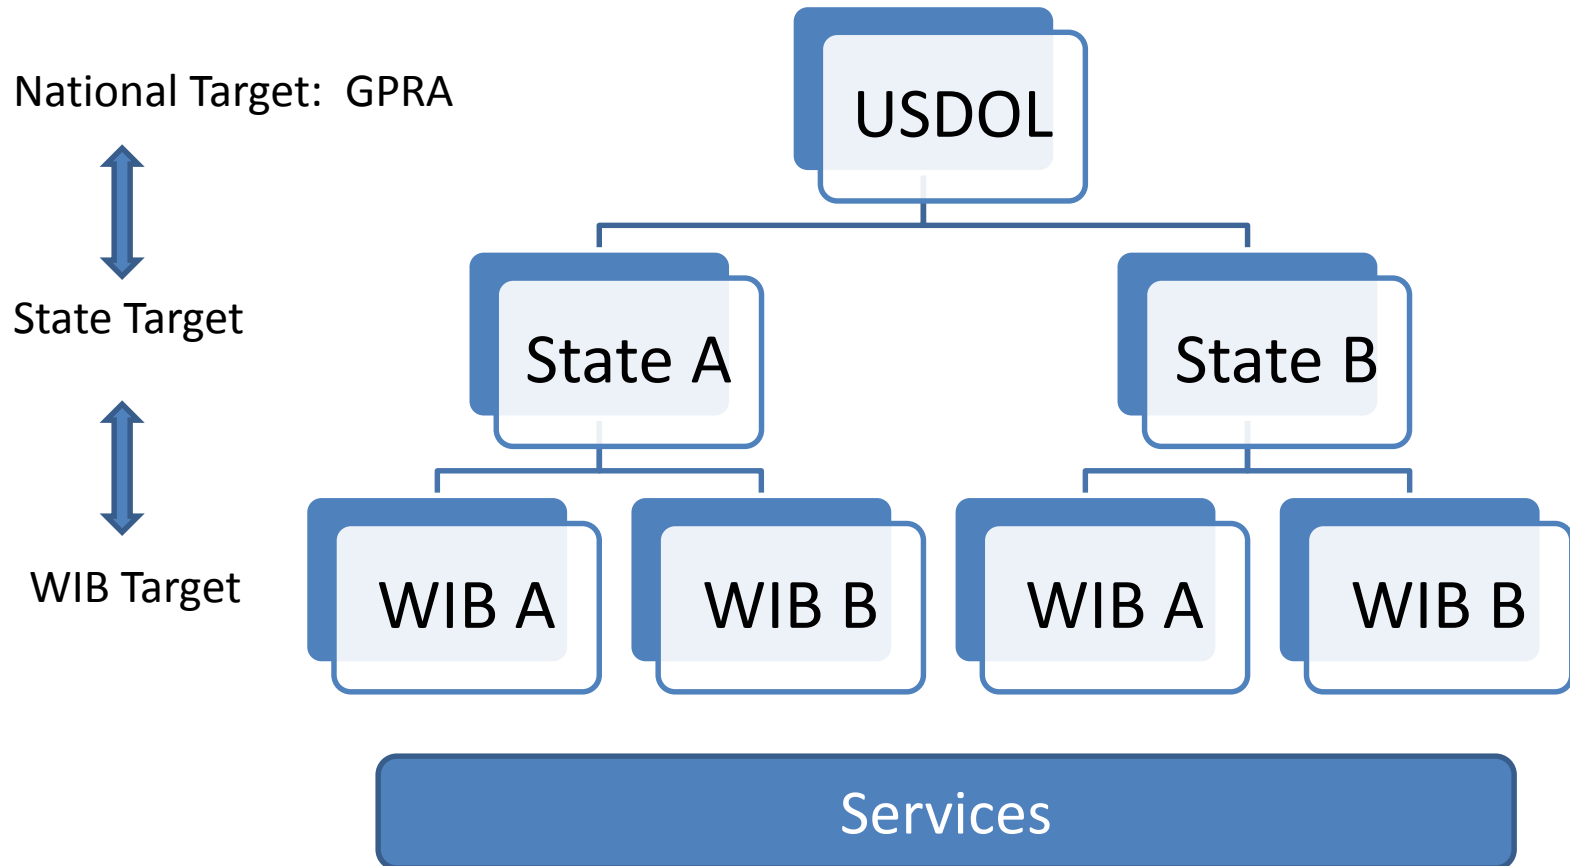 National Target: GPRA
USDOL
State Target
State A
State B
WIB Target
WIB A
WIB B
WIB A
WIB B
Services